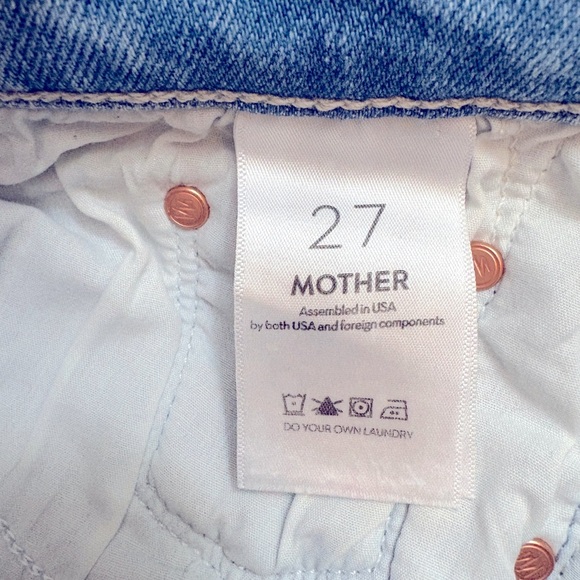 27
MOTHER
Assembled in USA
by both USA and foreign components
DO YOUR OWN LAUNDRY